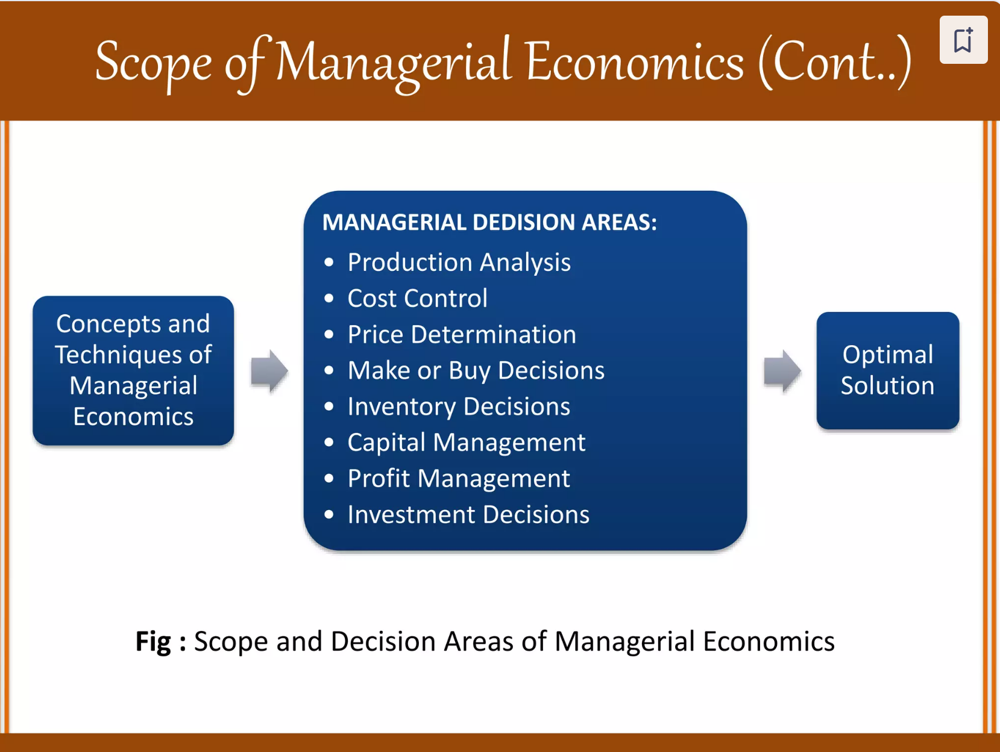 Scope of Managerial Economics (Cont..)
Concepts and
Techniques of
Managerial
Economics
MANAGERIAL DEDISION AREAS:
• Production Analysis
• Cost Control
• Price Determination
• Make or Buy Decisions
• Inventory Decisions
• Capital Management
• Profit Management
• Investment Decisions
Optimal
Solution
Fig : Scope and Decision Areas of Managerial Economics